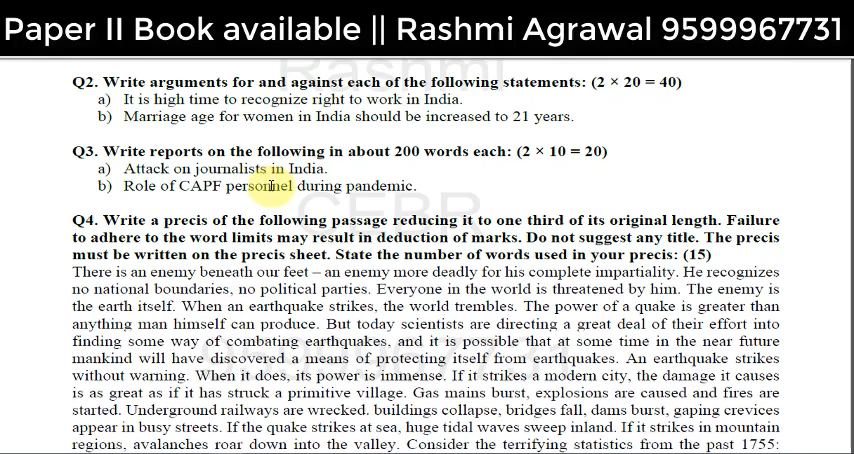 Paper II Book available || Rashmi Agrawal 9599967731
Rashmi
Q2. Write arguments for and against each of the following statements: (2 × 20 = 40)
a) It is high time to recognize right to work in India.
b) Marriage age for women in India should be increased to 21 years.
Q3. Write reports on the following in about 200 words each: (2 × 10 = 20)
a) Attack on journalists in India.
b) Role of CAPF personnel during pandemic.
CEBR
Q4. Write a precis of the following passage reducing it to one third of its original length. Failure
to adhere to the word limits may result in deduction of marks. Do not suggest any title. The precis
must be written on the precis sheet. State the number of words used in your precis: (15)
There is an enemy beneath our feet – an enemy more deadly for his complete impartiality. He recognizes
no national boundaries, no political parties. Everyone in the world is threatened by him. The enemy is
the earth itself. When an earthquake strikes, the world trembles. The power of a quake is greater than
anything man himself can produce. But today scientists are directing a great deal of their effort into
finding some way of combating earthquakes, and it is possible that at some time in the near future
mankind will have discovered a means of protecting itself from earthquakes. An earthquake strikes
9599967731
without warning. When it does, its power is immense. If it strikes a modern city, the damage it causes
is as great as if it has struck a primitive village. Gas mains burst, explosions are caused and fires are
started. Underground railways are wrecked. buildings collapse, bridges fall, dams burst, gaping crevices
appear in busy streets. If the quake strikes at sea, huge tidal waves sweep inland. If it strikes in mountain
regions, avalanches roar down into the valley. Consider the terrifying statistics from the past 1755: